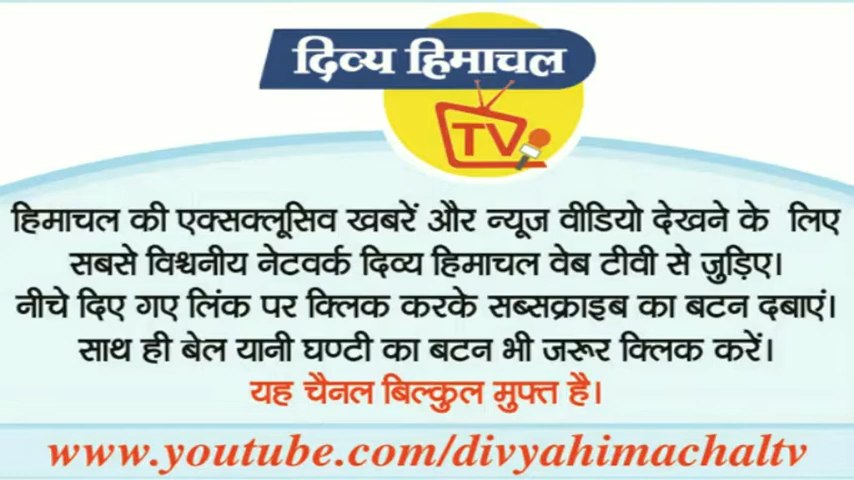 दिव्य हिमाचल
TV
हिमाचल की एक्सक्लूसिव खबरें और न्यूज वीडियो देखने के लिए
सबसे विश्वनीय नेटवर्क दिव्य हिमाचल वेब टीवी से जुड़िए।
नीचे दिए गए लिंक पर क्लिक करके सब्सक्राइब का बटन दबाएं।
साथ ही बेल यानी घण्टी का बटन भी जरूर क्लिक करें।
यह चैनल बिल्कुल मुफ्त है।
www.youtube.com/divyahimachaltv